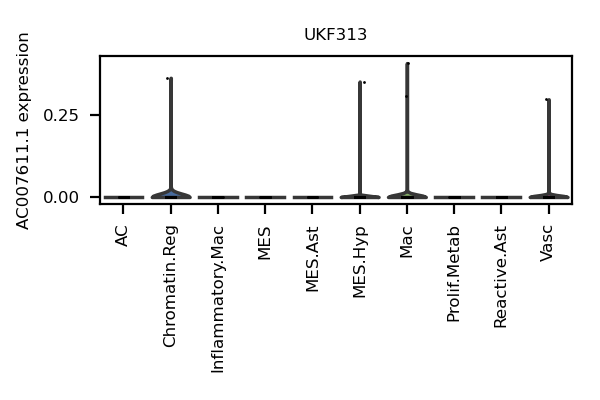 UKF313
AC007611.1 expression
0.25
0.00
AC
Chromatin.Reg
Inflammatory.Mac
MES
MES.Ast
MES.Hyp
Mac
Prolif.Metab
Reactive.Ast
Vasc